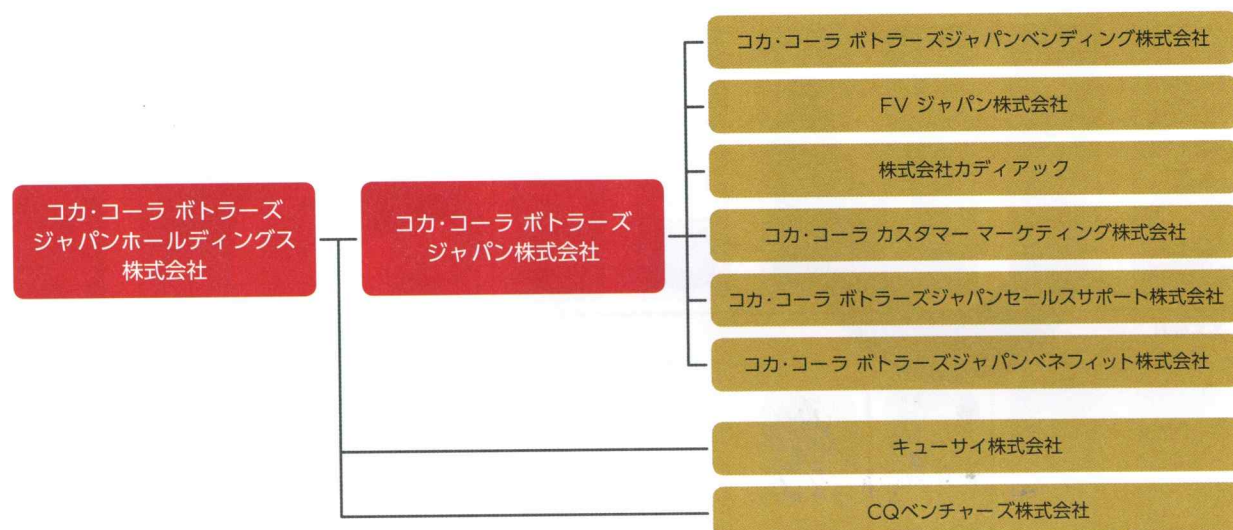 コカ・コーラ ボトラーズ
ジャパンホールディングス
株式会社
コカ・コーラ ボトラーズ
ジャパン株式会社
コカ・コーラ ボトラーズジャパンベンディング株式会社
FV ジャパン株式会社
株式会社カディアック
コカ・コーラ カスタマー マーケティング株式会社
コカ・コーラ ボトラーズジャパンセールスサポート株式会社
コカ・コーラ ボトラーズジャパンベネフィット株式会社
キューサイ株式会社
CQベンチャーズ株式会社